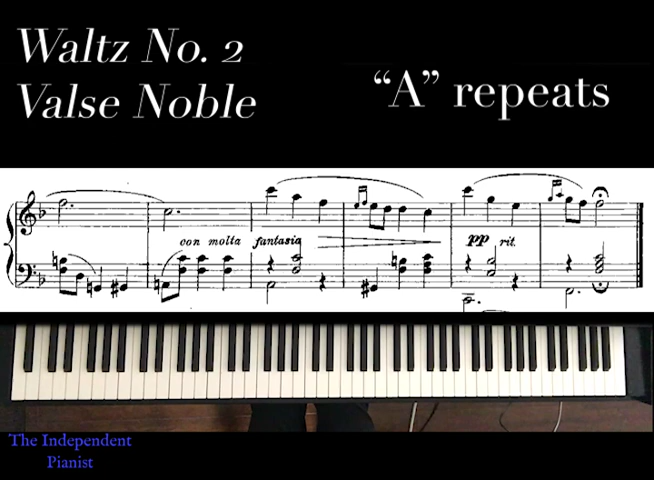 Waltz No. 2
Valse Noble
“A” repeats
con molta fantasia
pp rit.
The Independent
Pianist